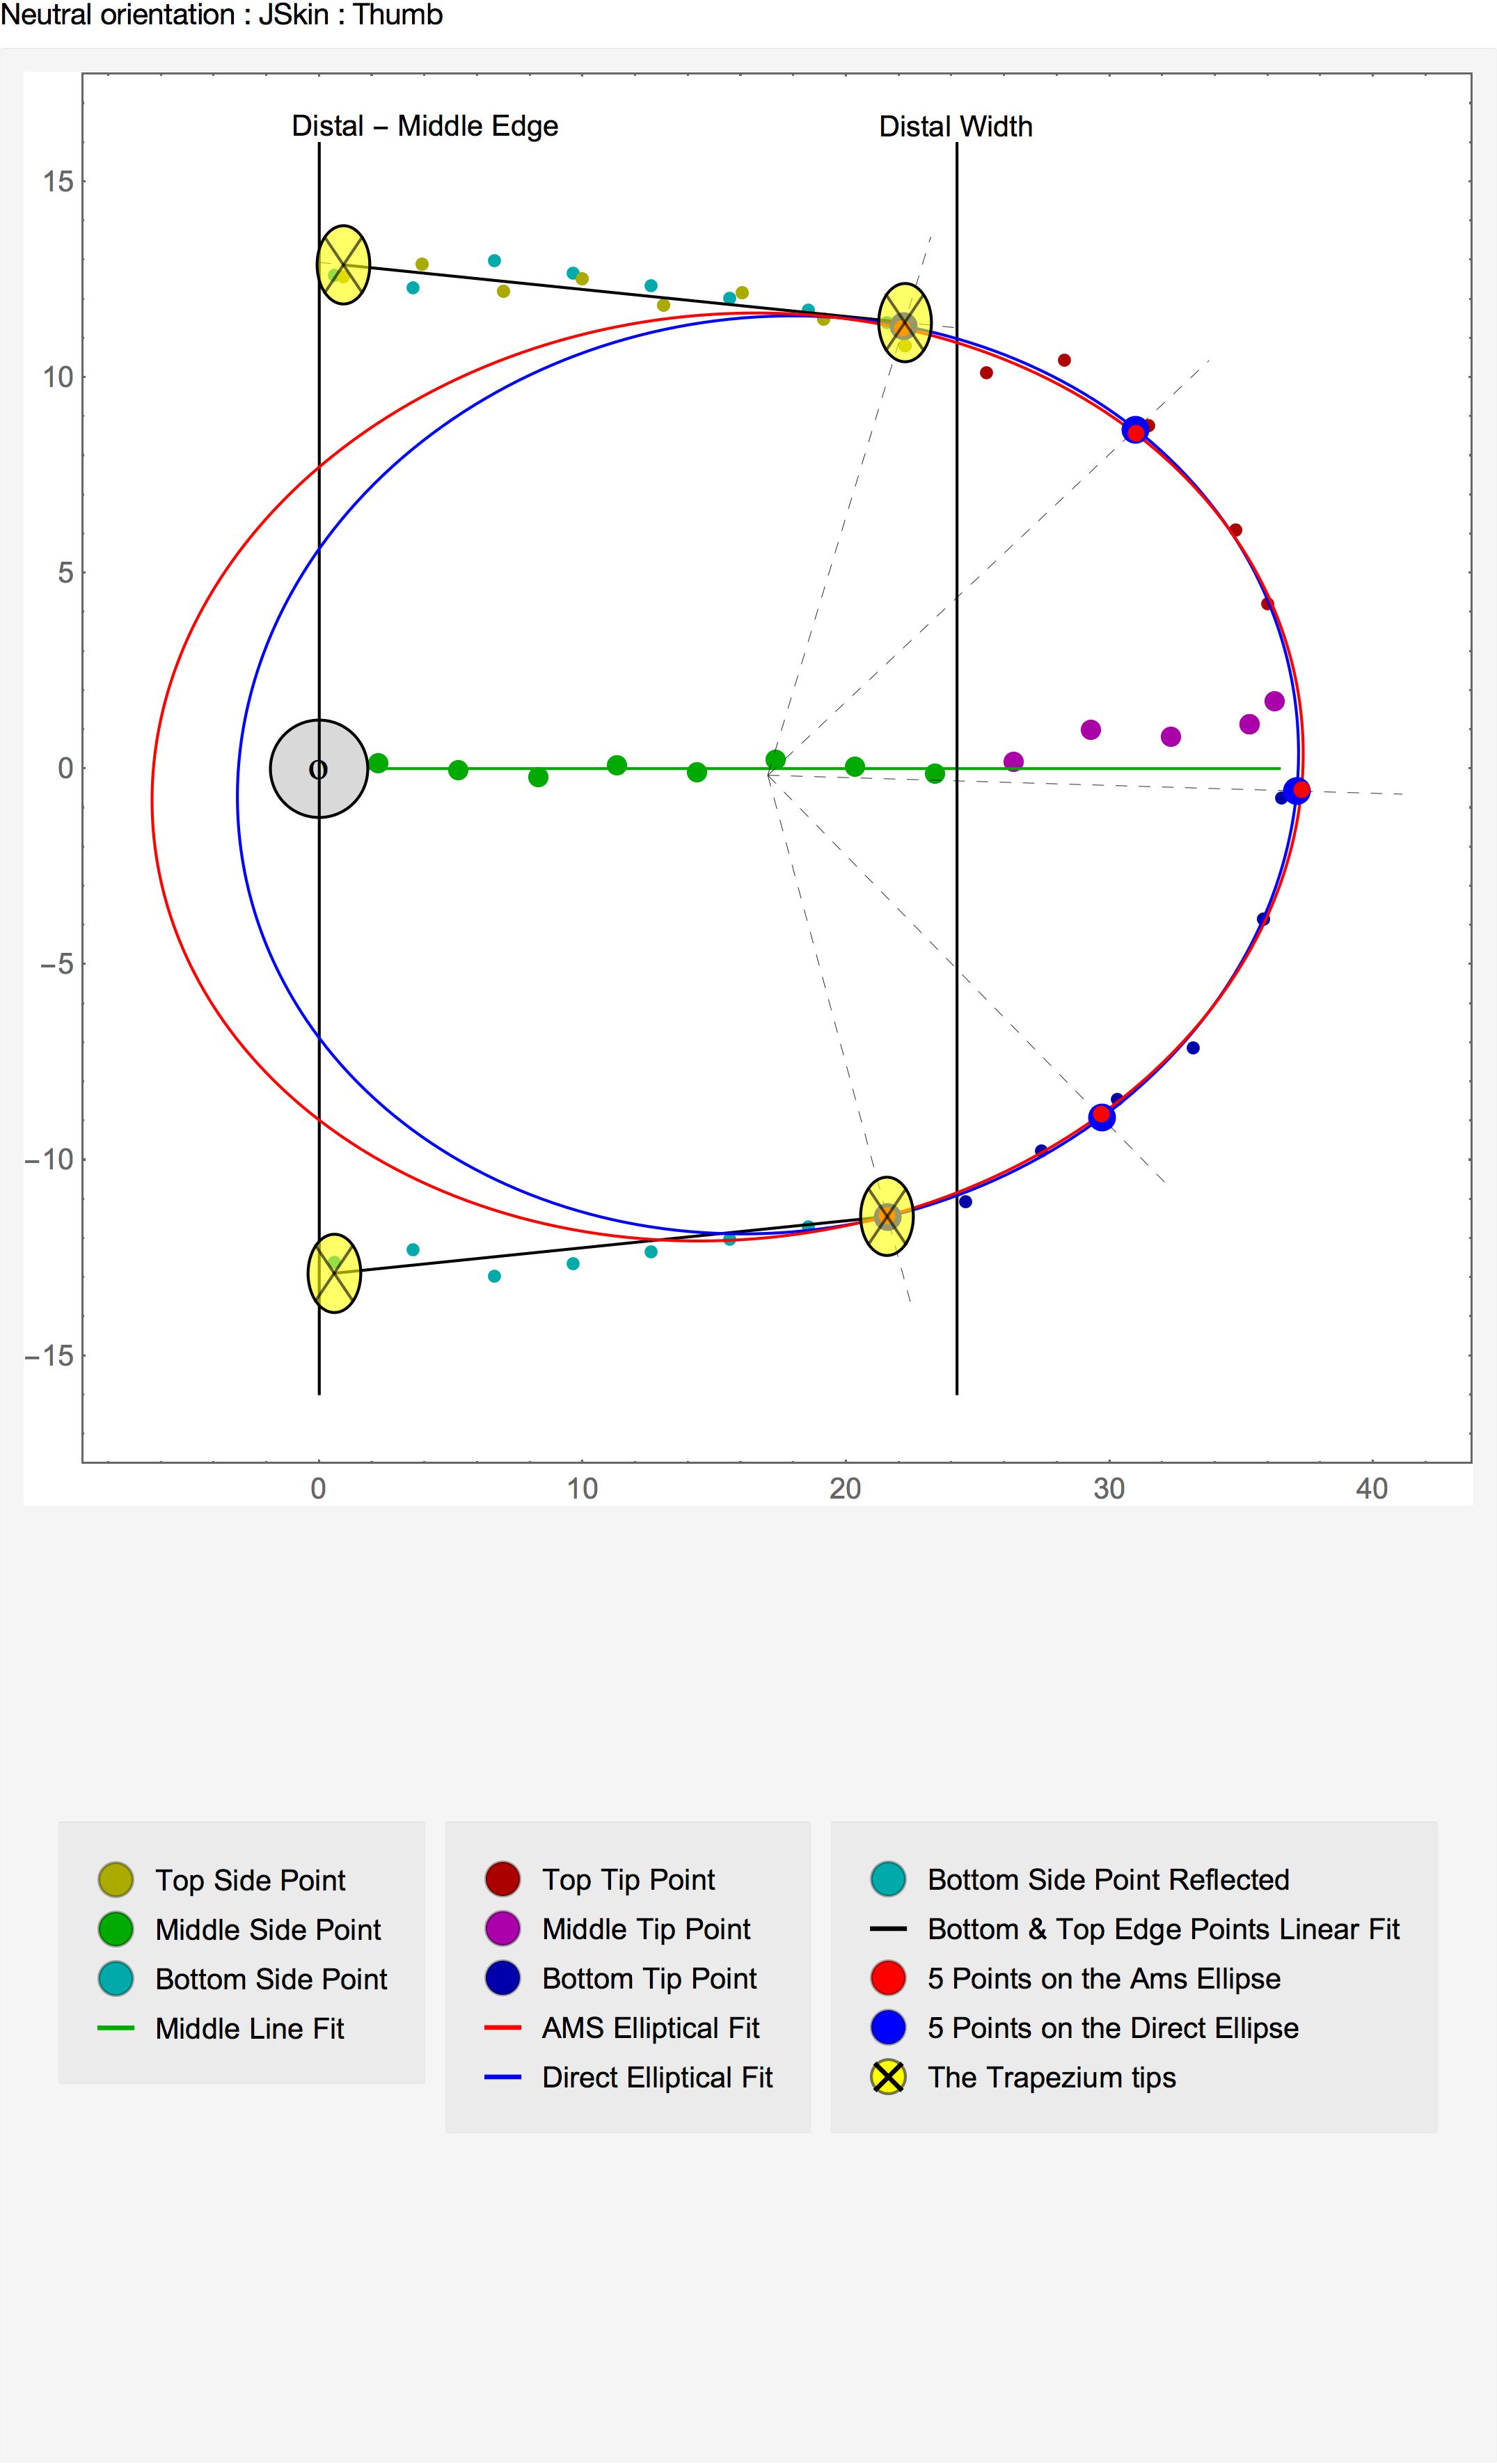 Neutral orientation : JSkin : Thumb
Distal – Middle Edge
Distal Width
15
10
5
0
–5
–10
–15
o
0
10
20
30
40
Top Side Point
Middle Side Point
Bottom Side Point
Middle Line Fit
Top Tip Point
Middle Tip Point
Bottom Tip Point
AMS Elliptical Fit
Direct Elliptical Fit
Bottom Side Point Reflected
Bottom & Top Edge Points Linear Fit
5 Points on the Ams Ellipse
5 Points on the Direct Ellipse
The Trapezium tips